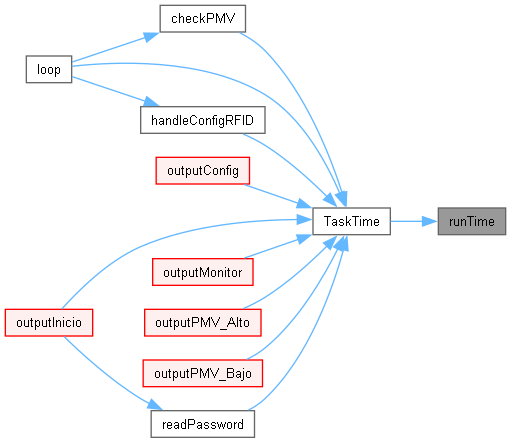 checkPMV
loop
handleConfigRFID
outputConfig
TaskTime
runTime
outputMonitor
outputInicio
outputPMV_Alto
outputPMV_Bajo
readPassword